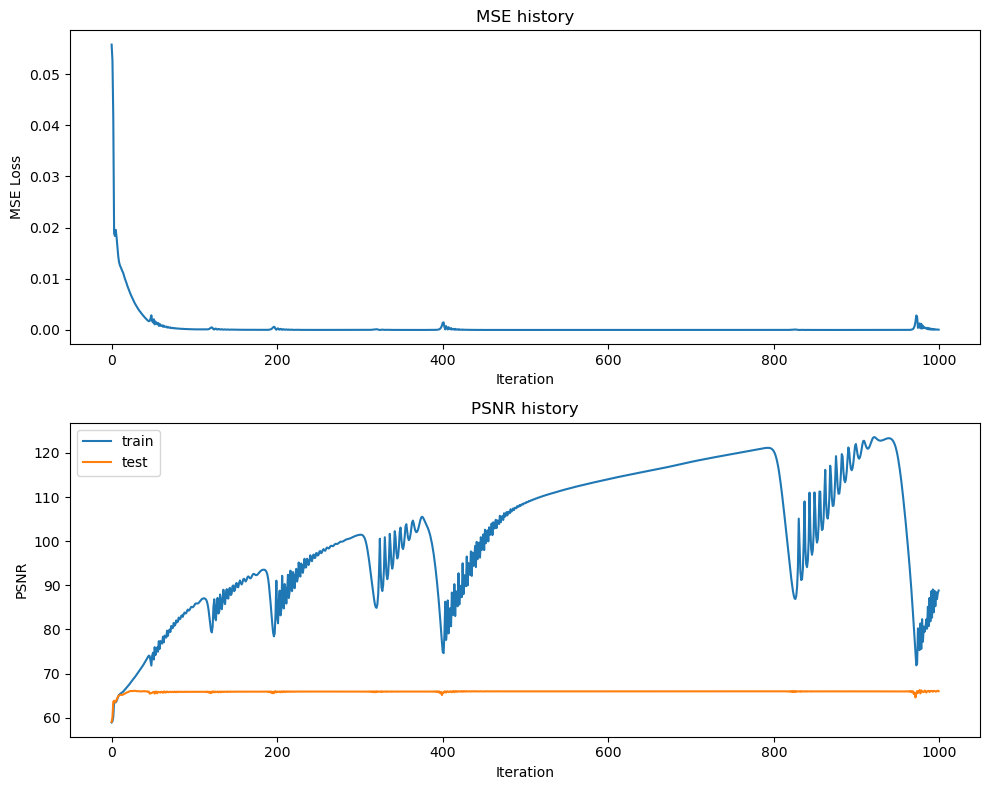 MSE history
MSE Loss
0.05
0.04
0.03
0.02
0.01
0.00
0 200 400 600 800 1000
Iteration
PSNR history
train
test
PSNR
120
110
100
90
80
70
60
0 200 400 600 800 1000
Iteration